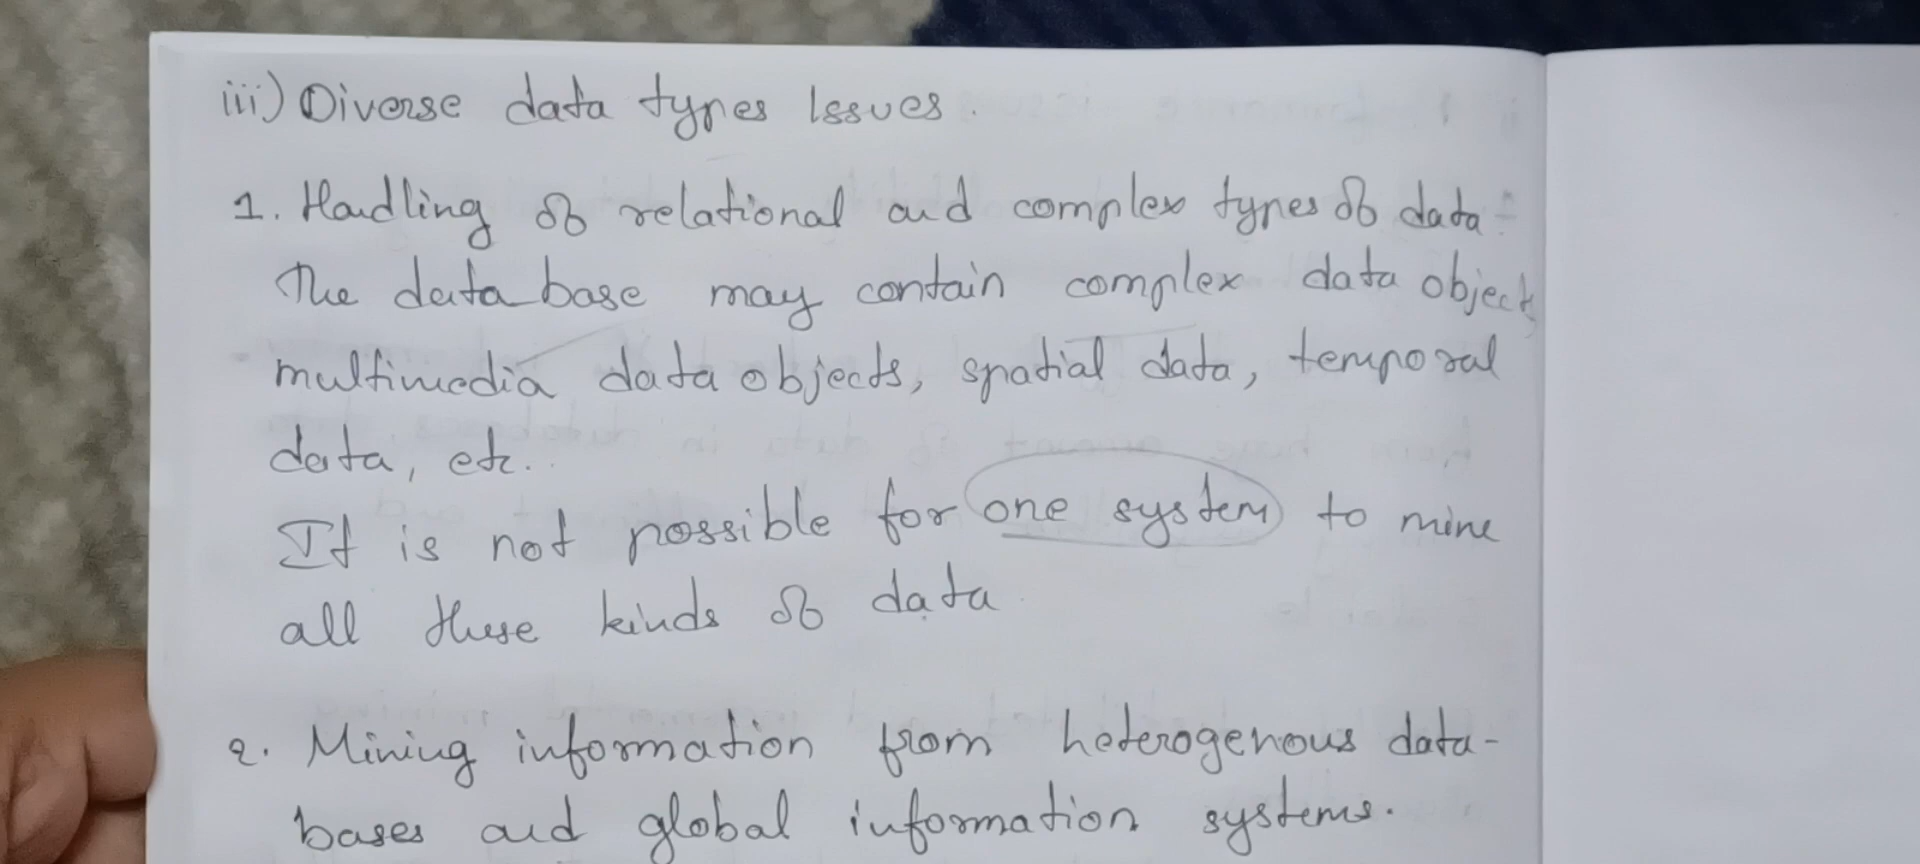 iii) Diverse data types Issues.
1. Handling of relational and complex types of data.
The data base may contain complex data object,
multimedia data objects, spatial data, temporal
data, etc.
It is not possible for one system to mine
all these kinds of data
2. Mining information from heterogenous data-
bases and global information systems.